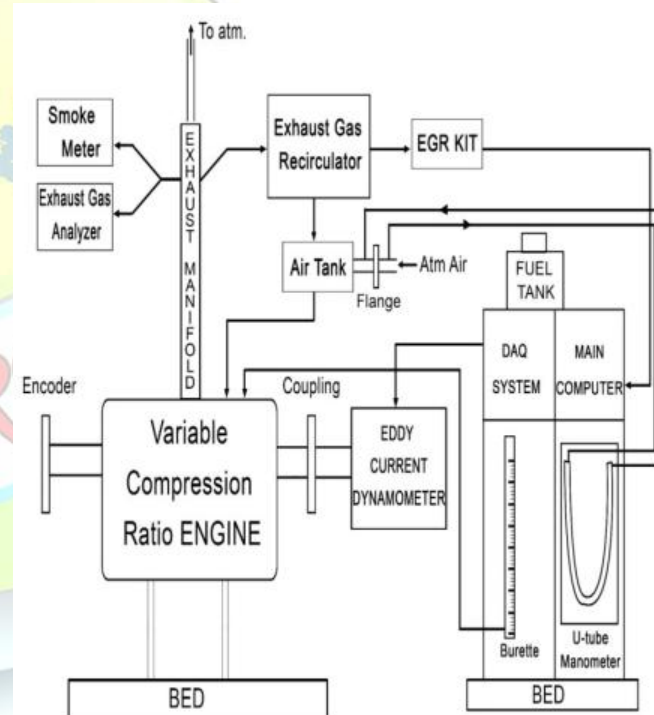 To atm.
Smoke
Meter
Exhaust Gas
Analyzer
EXHAUST MANIFOLD
Exhaust Gas
Recirculator
EGR KIT
Air Tank
Atm Air
Flange
FUEL
TANK
DAQ
SYSTEM
MAIN
COMPUTER
Encoder
Coupling
Variable
Compression
Ratio ENGINE
EDDY
CURRENT
DYNAMOMETER
Burette
U-tube
Manometer
BED
BED